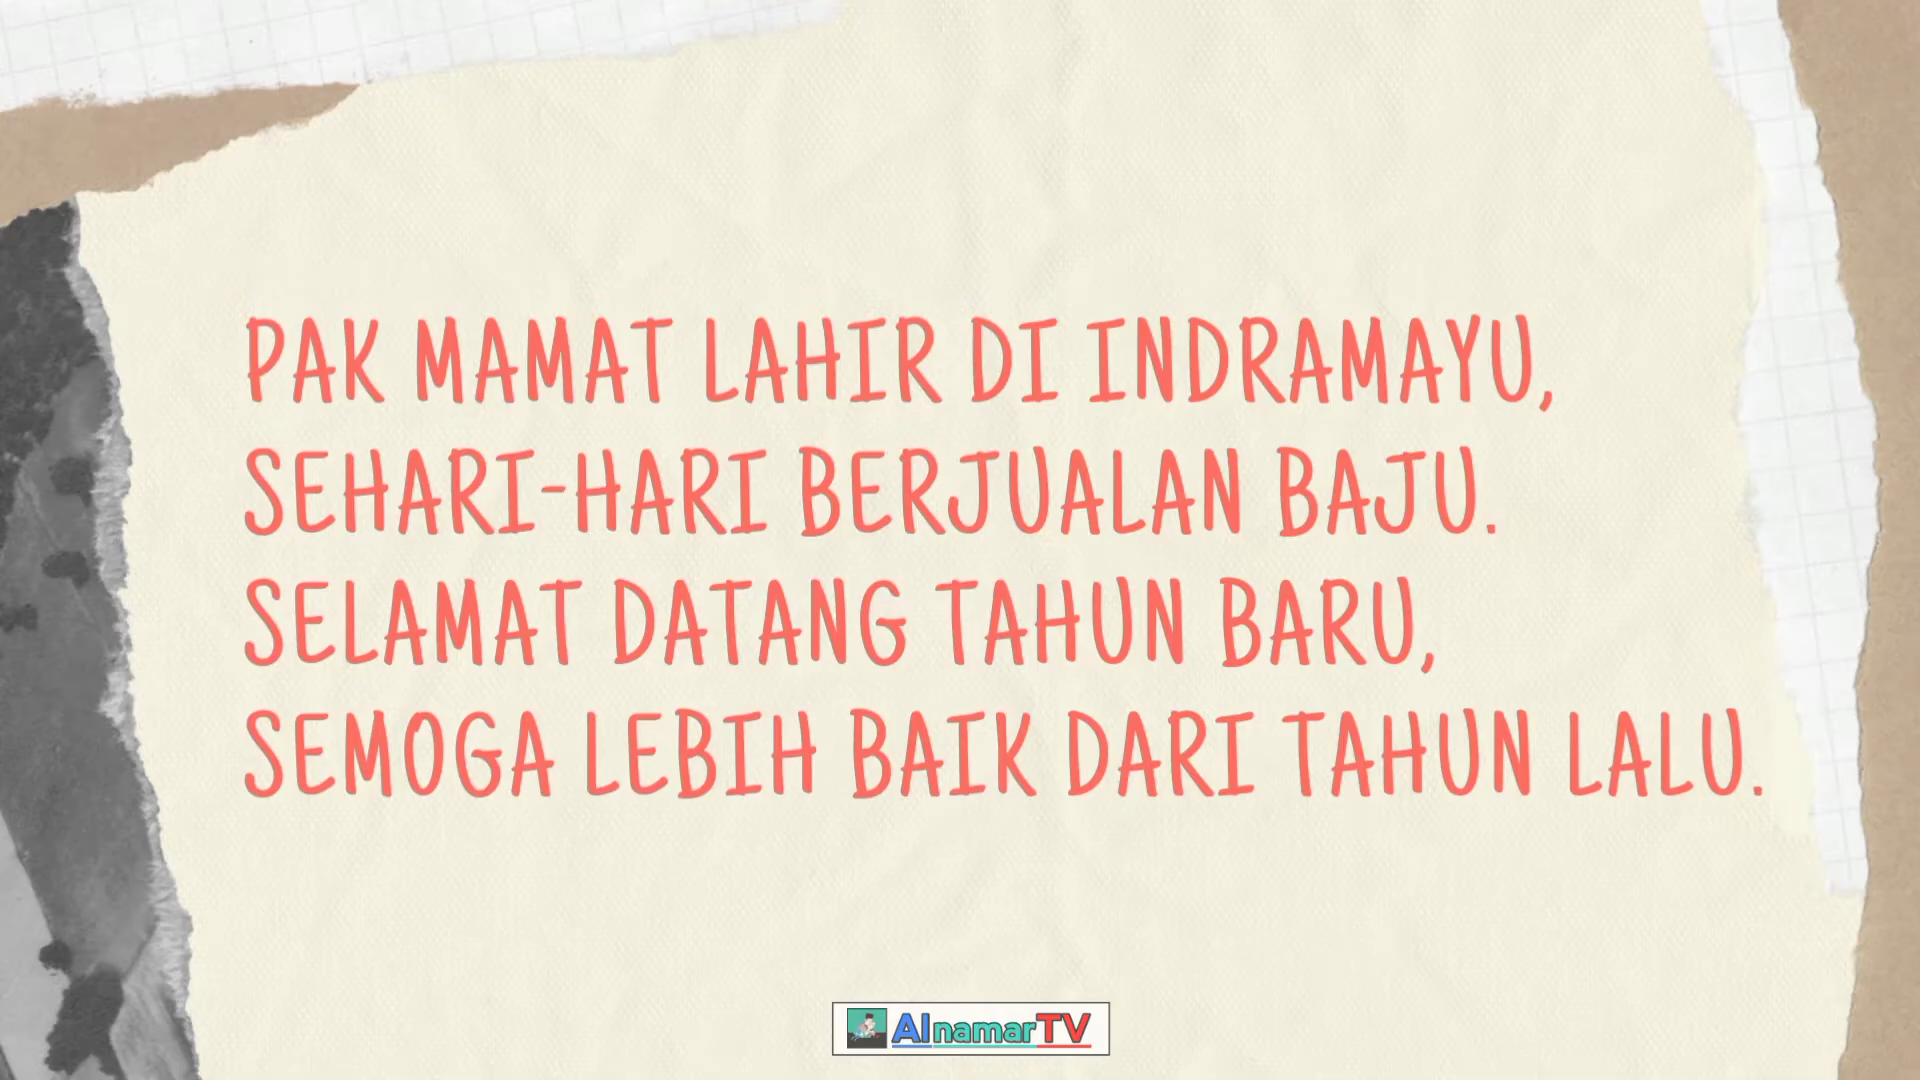 PAK MAMAT LAHIR DI INDRAMAYU,
SEHARI-HARI BERJUALAN BAJU.
SELAMAT DATANG TAHUN BARU,
SEMOGA LEBIH BAIK DARI TAHUN LALU.
AlnamarTV